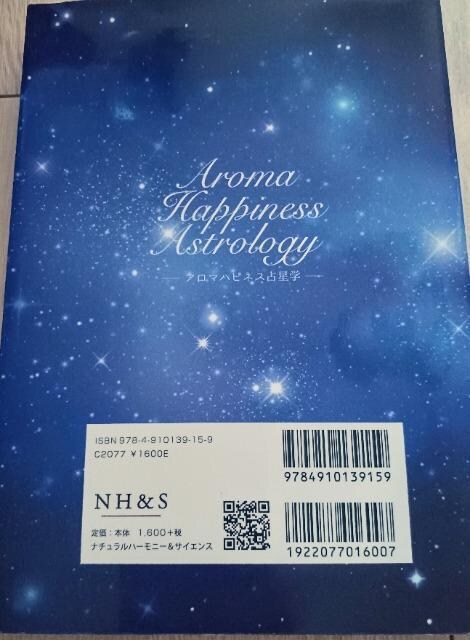 Aroma
Happiness
Astrology
アロマハピネス占星学
ISBN 978-4-910139-15-9
C2077 ¥1600E
9784910139159
NH&S
定価：本体 1,600+税
ナチュラルハーモニー&サイエンス
1922077016007